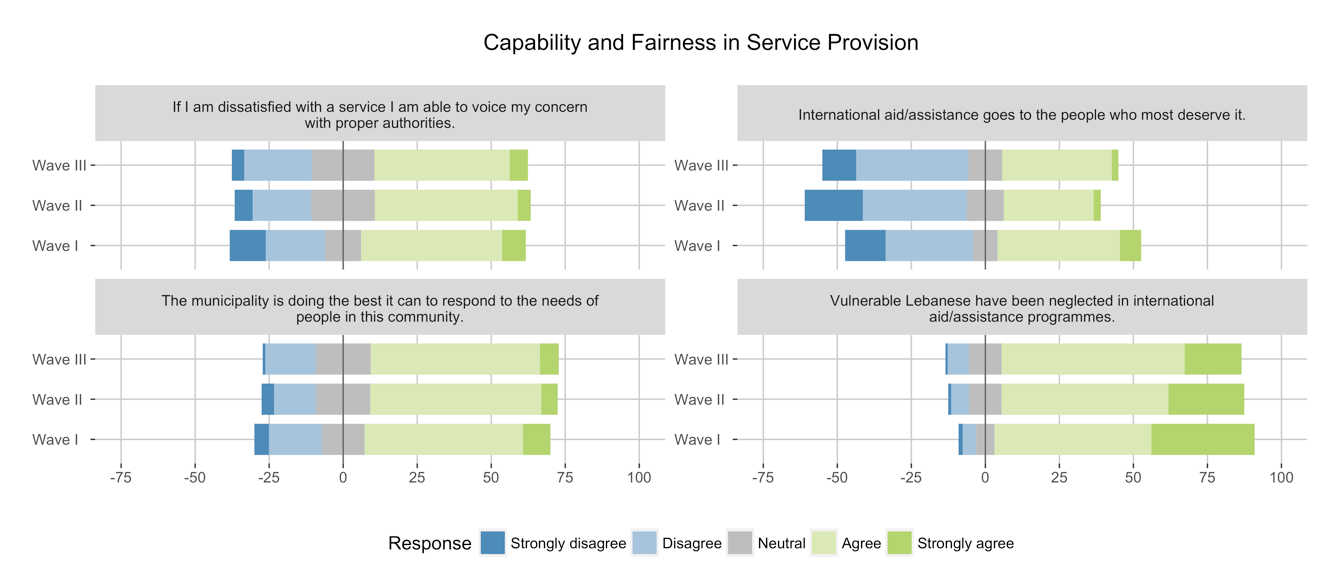 Capability and Fairness in Service Provision
If I am dissatisfied with a service I am able to voice my concern
with proper authorities.
Wave III
Wave II
Wave I
International aid/assistance goes to the people who most deserve it.
Wave III
Wave II
Wave I
The municipality is doing the best it can to respond to the needs of
people in this community.
Wave III
Wave II
Wave I
-75 -50 -25 0 25 50 75 100
Vulnerable Lebanese have been neglected in international
aid/assistance programmes.
Wave III
Wave II
Wave I
-75 -50 -25 0 25 50 75 100
Response Strongly disagree Disagree Neutral Agree Strongly agree